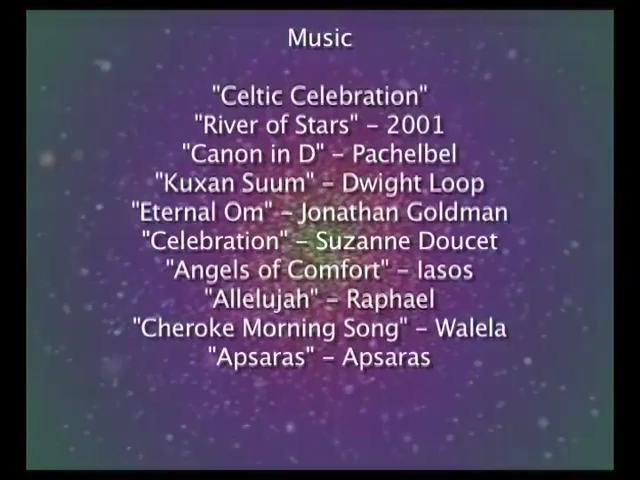 Music
"Celtic Celebration"
"River of Stars" - 2001
"Canon in D" - Pachelbel
"Kuxan Suum" - Dwight Loop
"Eternal Om" - Jonathan Goldman
"Celebration" - Suzanne Doucet
"Angels of Comfort" - Iasos
"Allelujah" - Raphael
"Cheroke Morning Song" - Walela
"Apsaras" - Apsaras